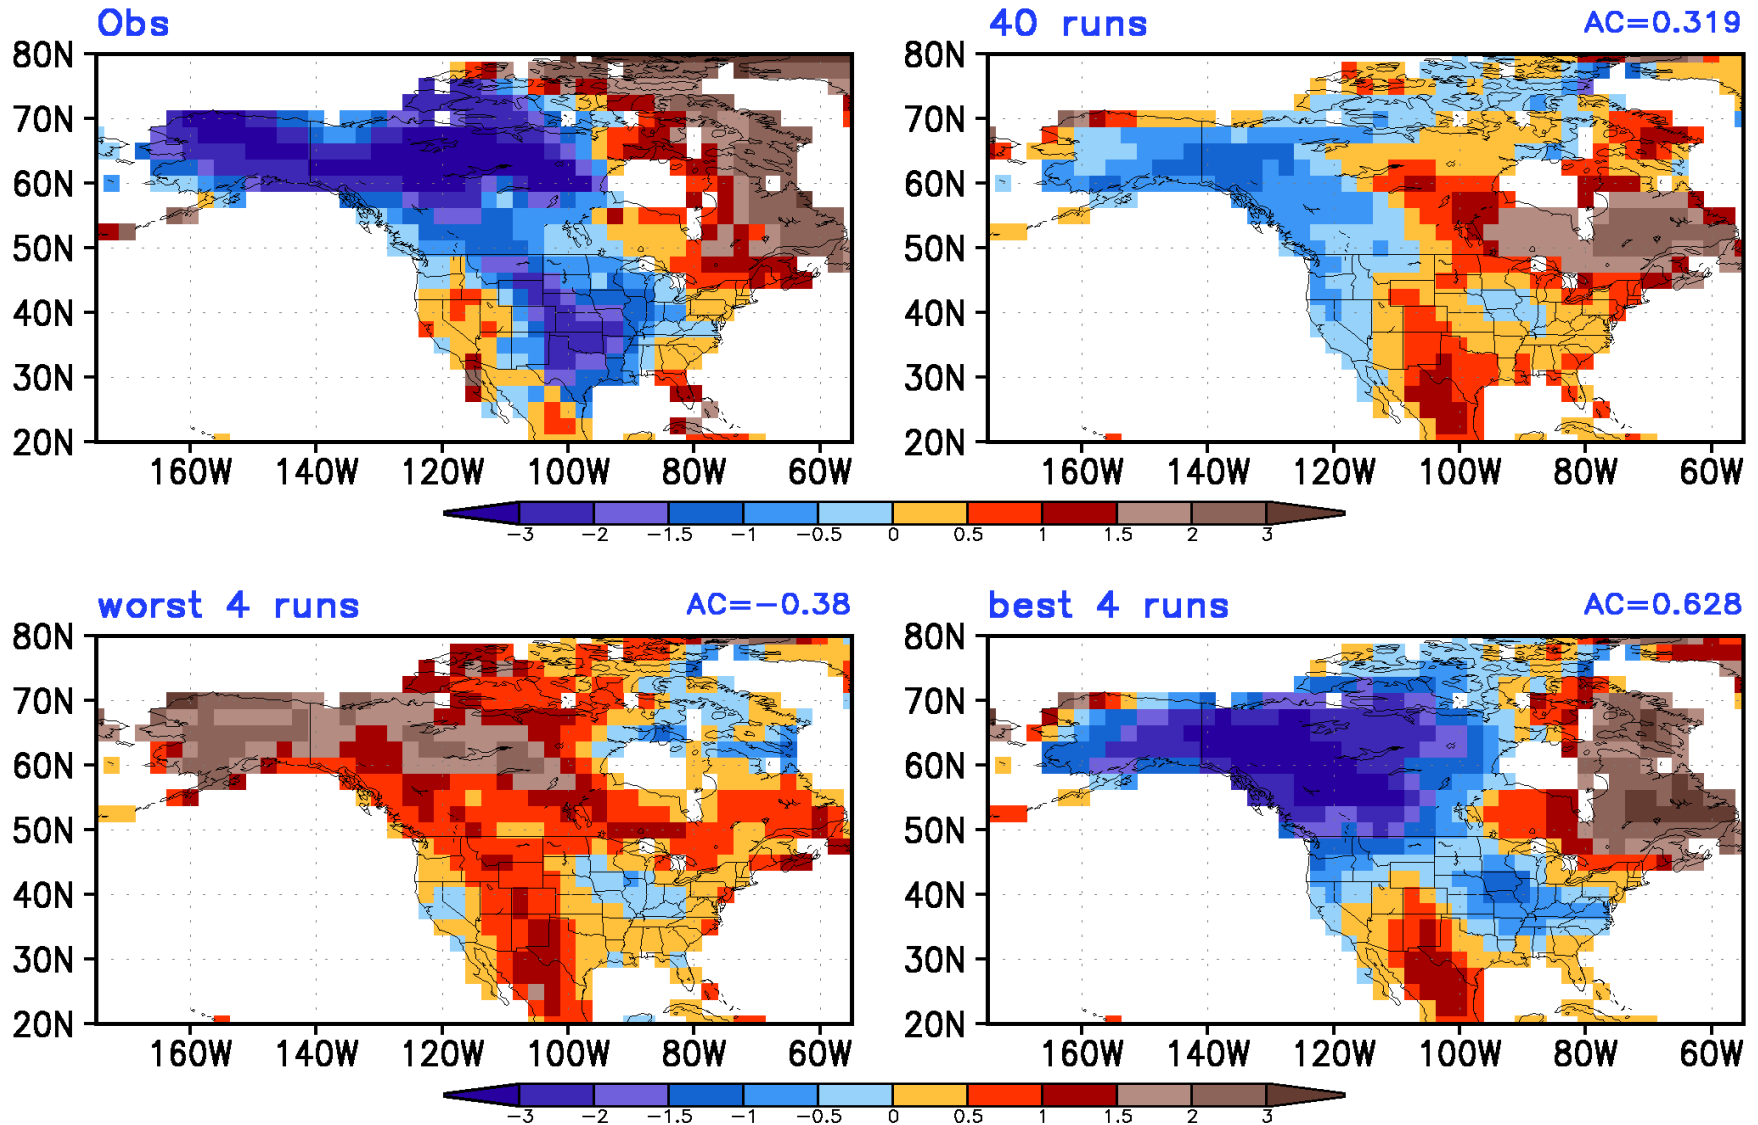 Obs
40 runs AC=0.319
80N 80N
70N 70N
60N 60N
50N 50N
40N 40N
30N 30N
20N 20N
160W 140W 120W 100W 80W 60W 160W 140W 120W 100W 80W 60W
−3 −2 −1.5 −1 −0.5 0 0.5 1 1.5 2 3
worst 4 runs AC=−0.38
best 4 runs AC=0.628
80N 80N
70N 70N
60N 60N
50N 50N
40N 40N
30N 30N
20N 20N
160W 140W 120W 100W 80W 60W 160W 140W 120W 100W 80W 60W
−3 −2 −1.5 −1 −0.5 0 0.5 1 1.5 2 3